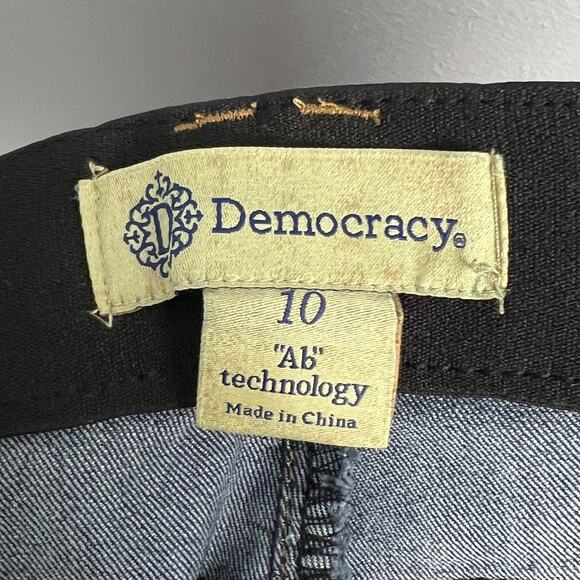 D
Democracy®
10
"Ab"
technology
Made in China